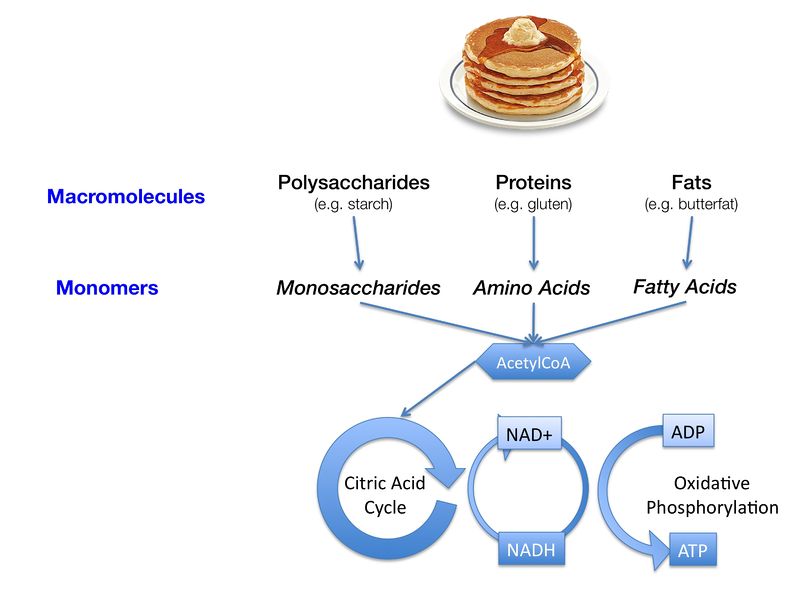 Macromolecules
Polysaccharides
(e.g. starch)
Proteins
(e.g. gluten)
Fats
(e.g. butterfat)
Monomers
Monosaccharides
Amino Acids
Fatty Acids
AcetylCoA
Citric Acid
Cycle
NAD+
NADH
ADP
Oxidative
Phosphorylation
ATP